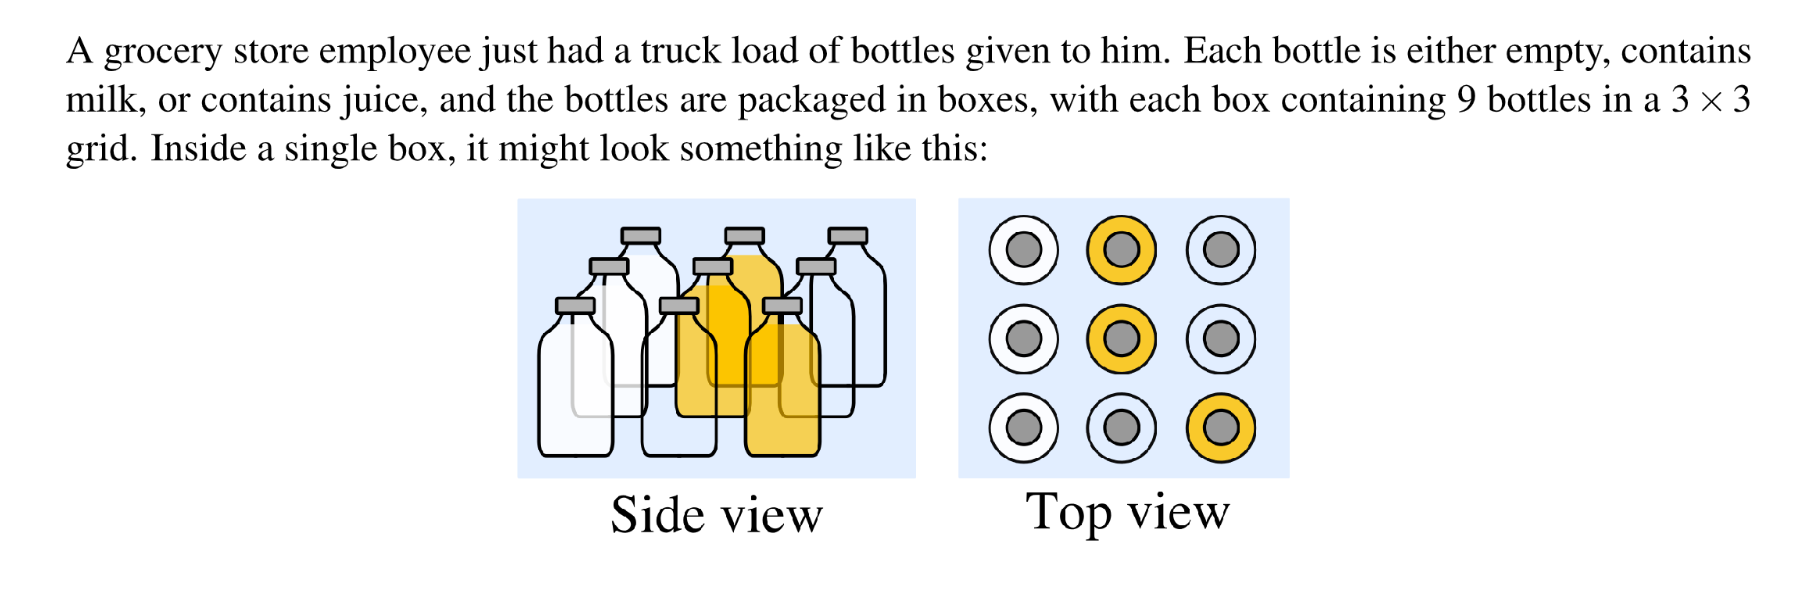 A grocery store employee just had a truck load of bottles given to him. Each bottle is either empty, contains
milk, or contains juice, and the bottles are packaged in boxes, with each box containing 9 bottles in a 3 × 3
grid. Inside a single box, it might look something like this:
Side view
Top view